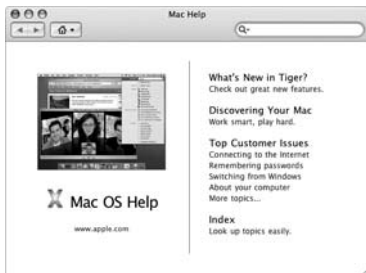 Mac Help
Mac OS Help
www.apple.com
What's New in Tiger?
Check out great new features.
Discovering Your Mac
Work smart, play hard.
Top Customer Issues
Connecting to the Internet
Remembering passwords
Switching from Windows
About your computer
More topics...
Index
Look up topics easily.